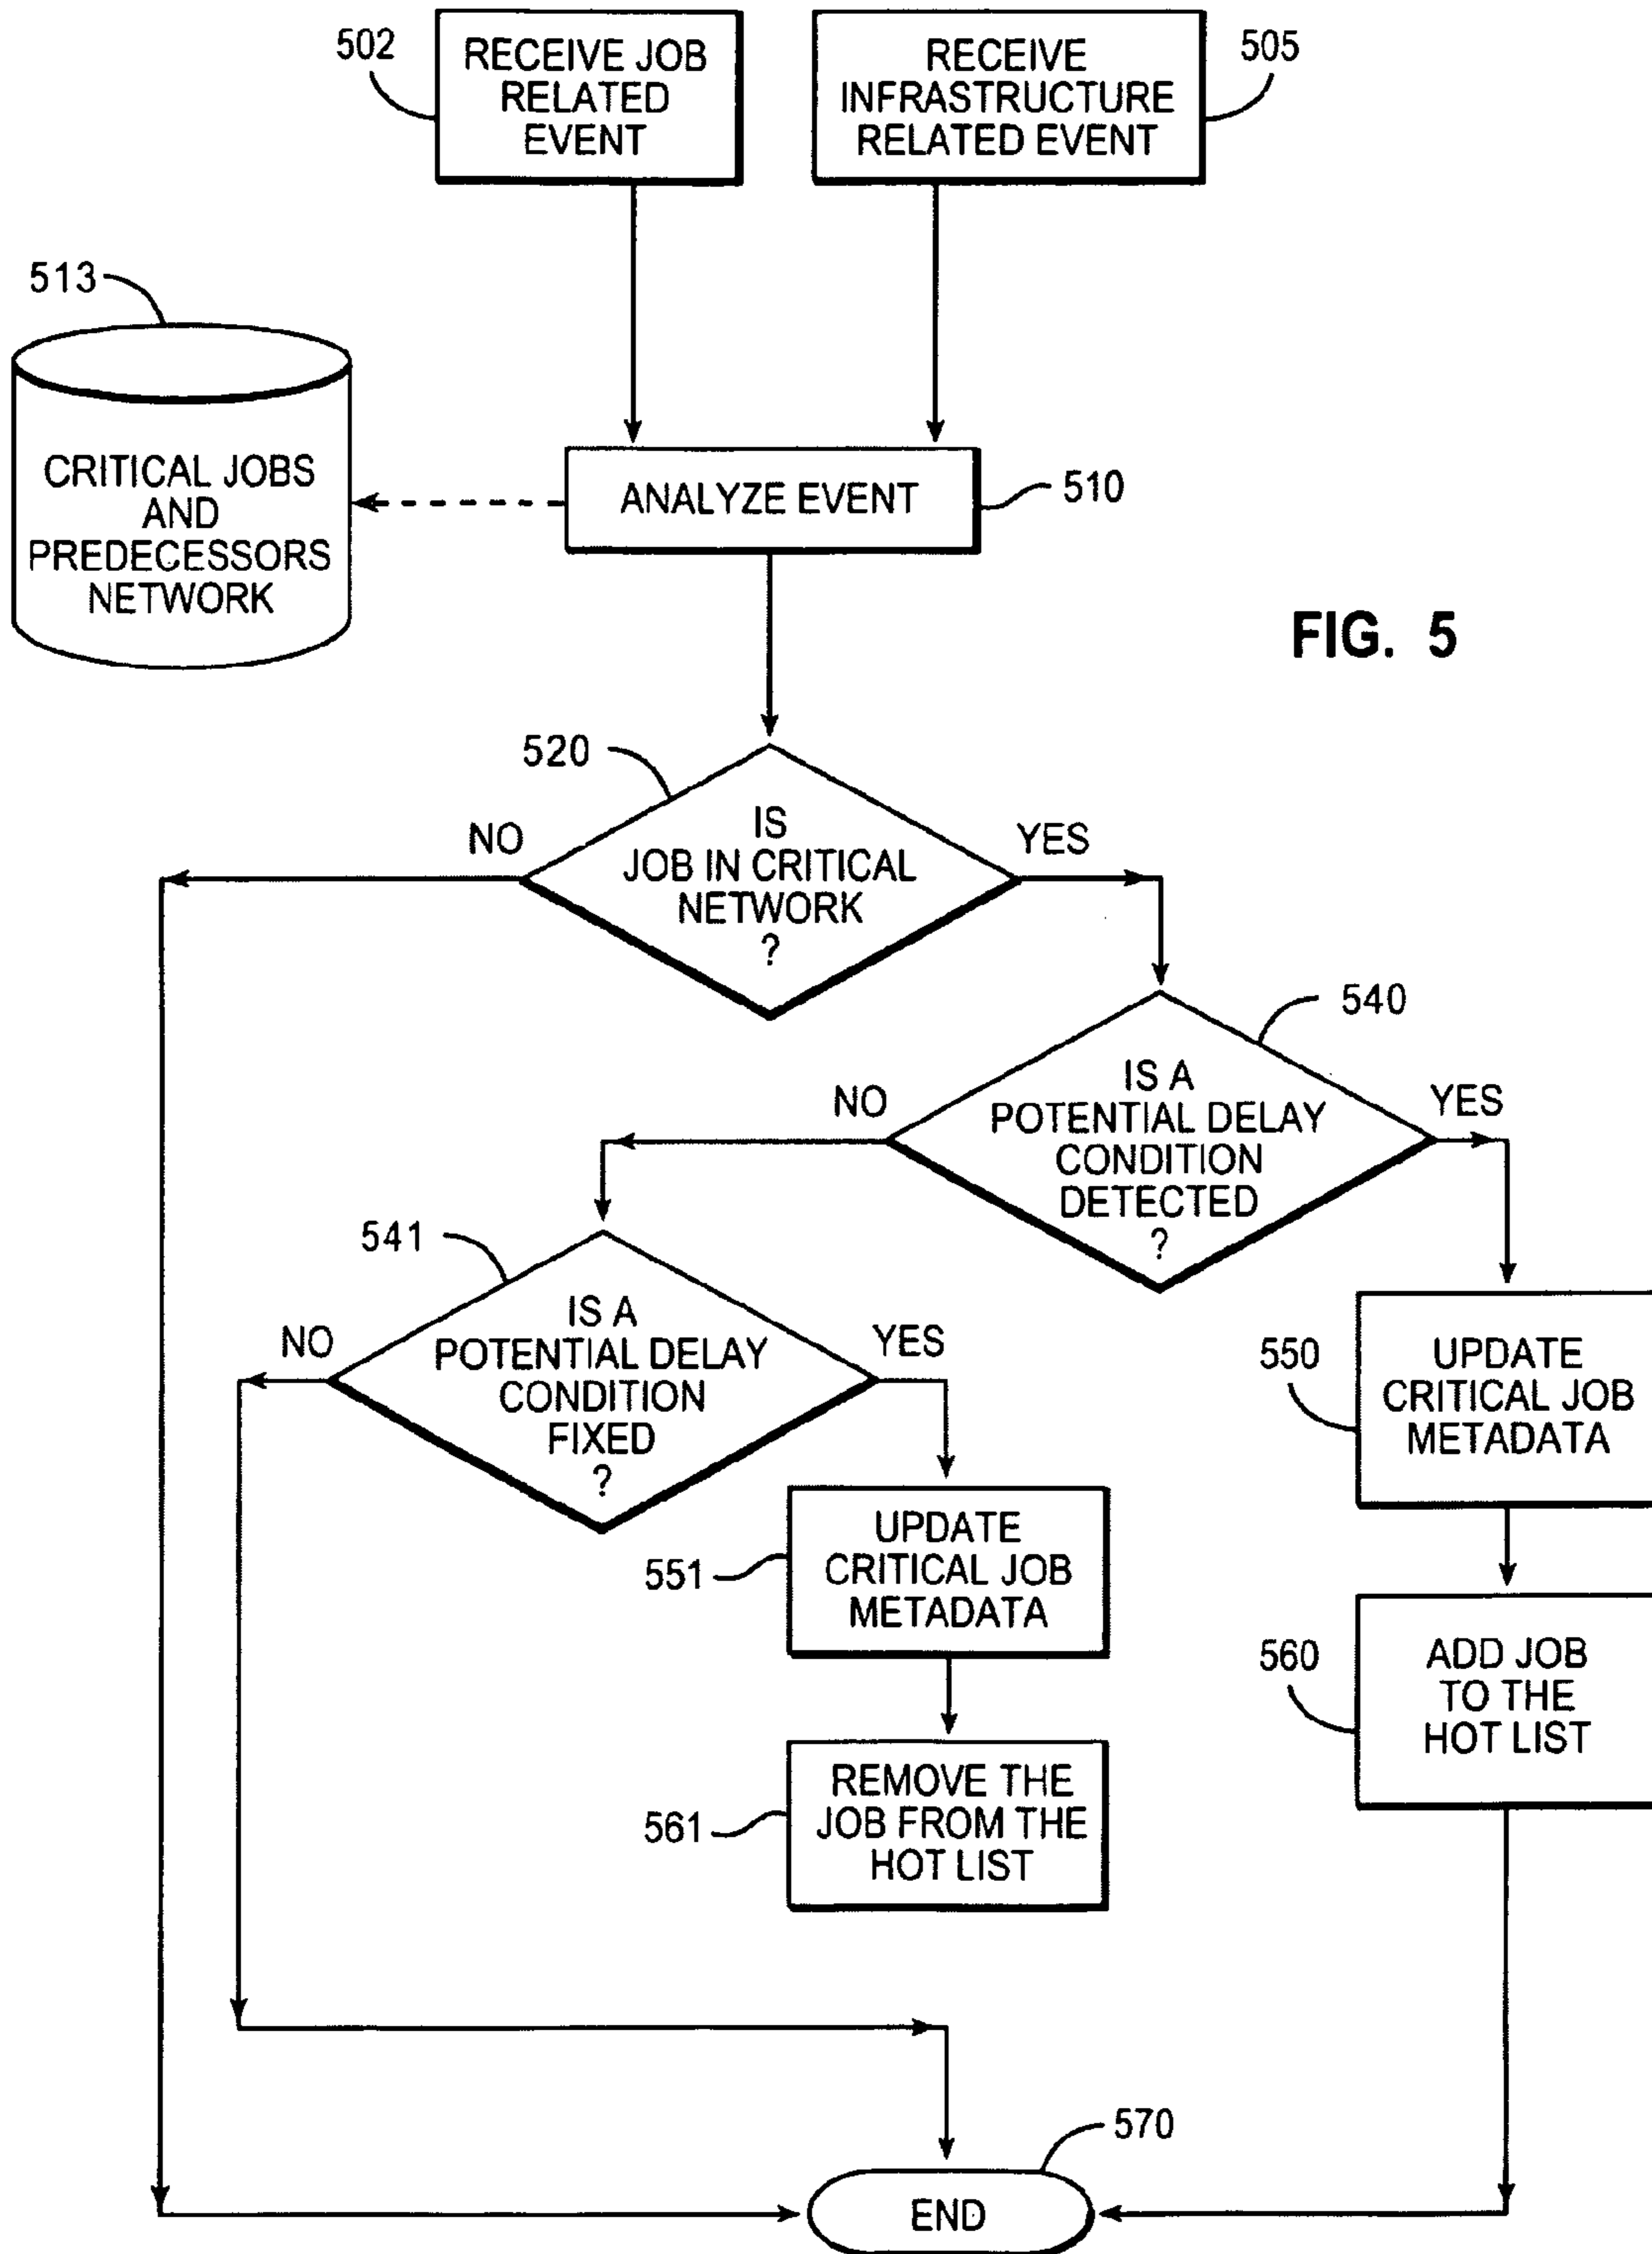 502
RECEIVE JOB
RELATED
EVENT
RECEIVE
INFRASTRUCTURE
RELATED EVENT
505
513
CRITICAL JOBS
AND
PREDECESSORS
NETWORK
ANALYZE EVENT
510
FIG. 5
520
NO
IS
JOB IN CRITICAL
NETWORK
?
YES
540
NO
IS A
POTENTIAL DELAY
CONDITION
DETECTED
?
YES
541
NO
IS A
POTENTIAL DELAY
CONDITION
FIXED
?
YES
550
UPDATE
CRITICAL JOB
METADATA
551
UPDATE
CRITICAL JOB
METADATA
560
ADD JOB
TO THE
HOT LIST
561
REMOVE THE
JOB FROM THE
HOT LIST
570
END